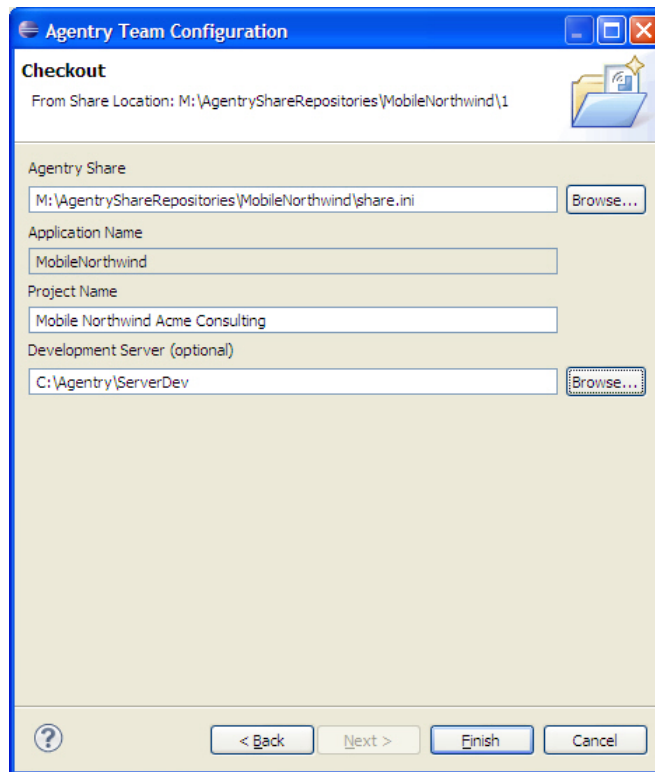 Agentry Team Configuration
Checkout
From Share Location: M:\AgentryShareRepositories\MobileNorthwind\1
Agentry Share
M:\AgentryShareRepositories\MobileNorthwind\share.ini
Browse...
Application Name
MobileNorthwind
Project Name
Mobile Northwind Acme Consulting
Development Server (optional)
C:\Agentry\ServerDev
Browse...
? < Back Next > Finish Cancel